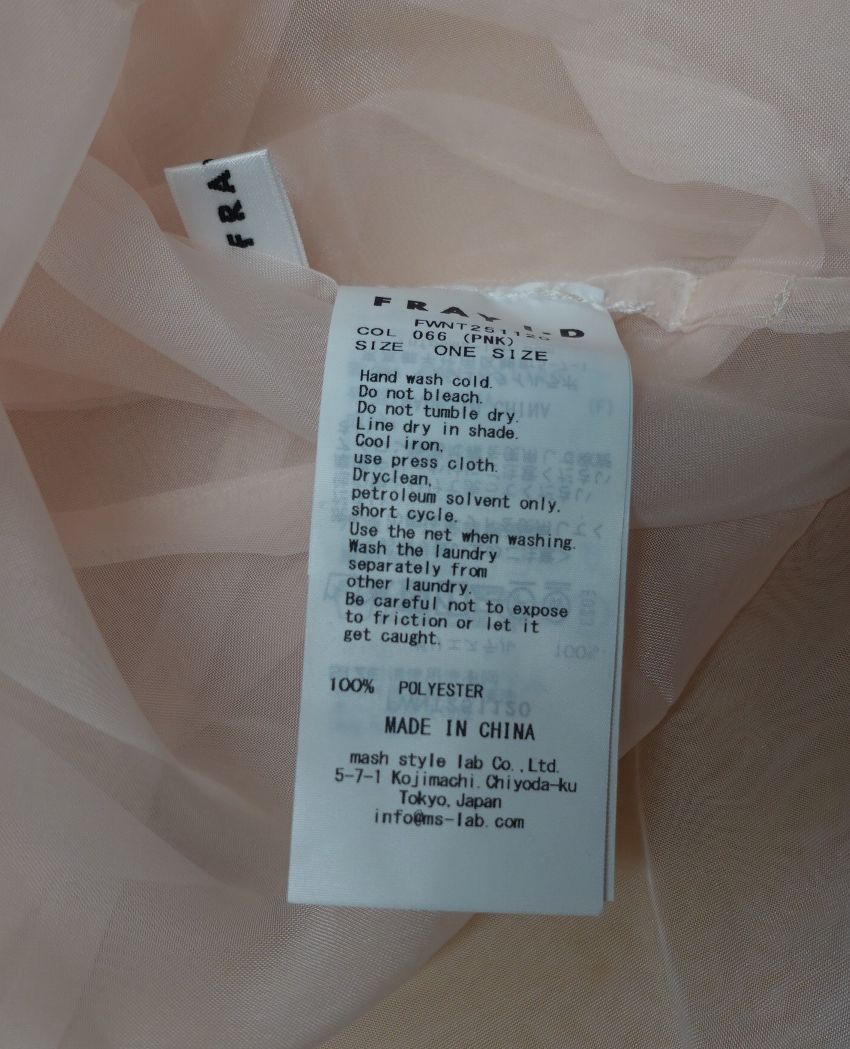 FRA
FRAY I.D
FWNT251120
COL 066 (PNK)
SIZE ONE SIZE
Hand wash cold.
Do not bleach.
Do not tumble dry.
Line dry in shade.
Cool iron,
use press cloth.
Dryclean,
petroleum solvent only.
short cycle.
Use the net when washing.
Wash the laundry
separately from
other laundry.
Be careful not to expose
to friction or let it
get caught.
100% POLYESTER
MADE IN CHINA
mash style lab Co.,Ltd.
5-7-1 Kojimachi.Chiyoda-ku
Tokyo,Japan
info@ms-lab.com